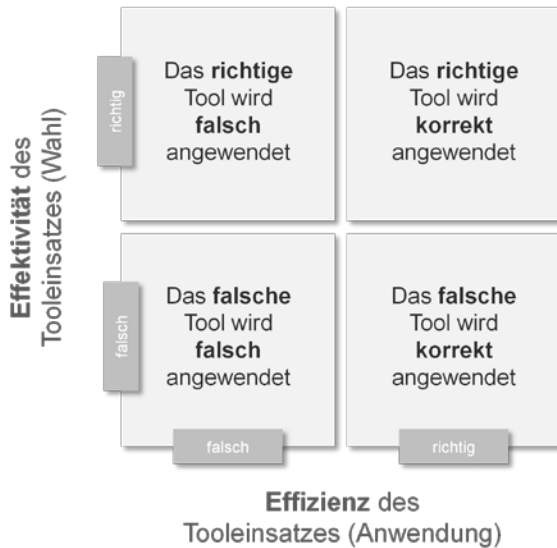 Effektivität des
Tooleinsatzes (Wahl)
richtig
Das richtige
Tool wird
falsch
angewendet
Das richtige
Tool wird
korrekt
angewendet
falsch
Das falsche
Tool wird
falsch
angewendet
Das falsche
Tool wird
korrekt
angewendet
falsch
richtig
Effizienz des
Tooleinsatzes (Anwendung)